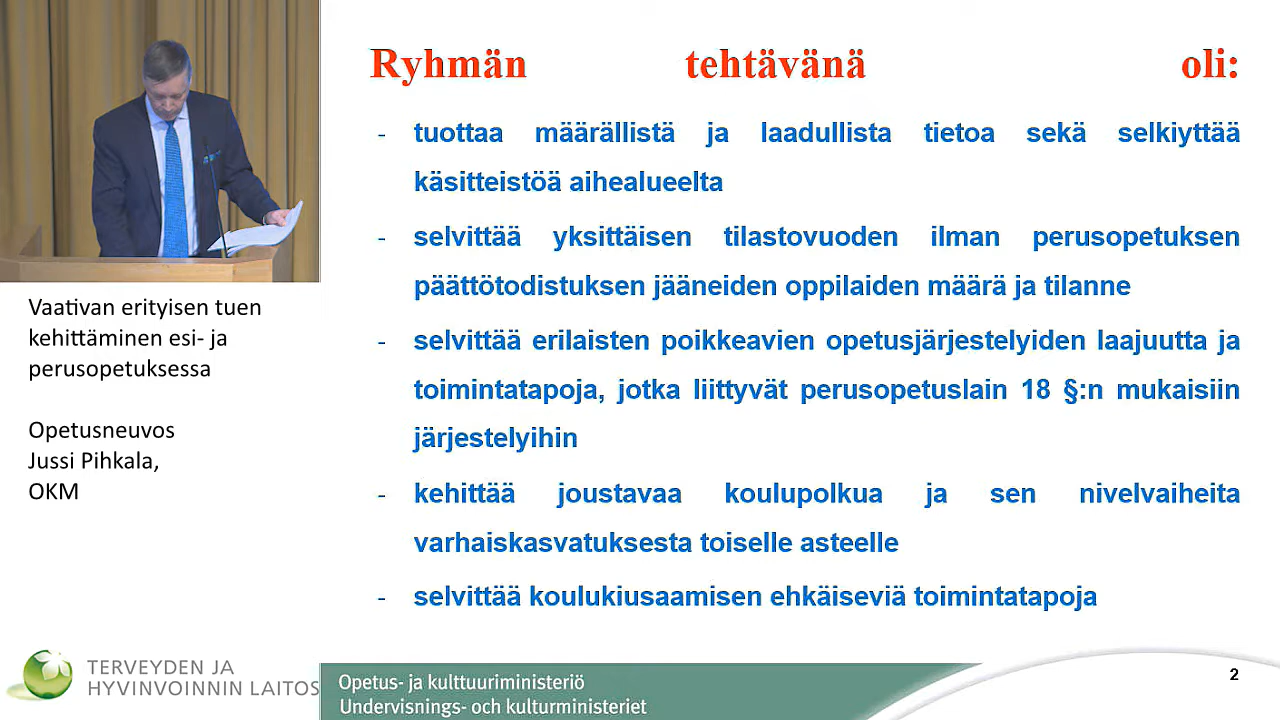 Ryhmän tehtävänä oli:
- tuottaa määrällistä ja laadullista tietoa sekä selkiyttää
käsitteistöä aihealueelta
- selvittää yksittäisen tilastovuoden ilman perusopetuksen
päättötodistuksen jääneiden oppilaiden määrä ja tilanne
- selvittää erilaisten poikkeavien opetusjärjestelyiden laajuutta ja
toimintatapoja, jotka liittyvät perusopetuslain 18 §:n mukaisiin
järjestelyihin
- kehittää joustavaa koulupolkua ja sen nivelvaiheita
varhaiskasvatuksesta toiselle asteelle
- selvittää koulukiusaamisen ehkäiseviä toimintatapoja
Vaativan erityisen tuen
kehittäminen esi- ja
perusopetuksessa
Opetusneuvos
Jussi Pihkala,
OKM
TERVEYDEN JA
HYVINVOINNIN LAITOS
Opetus- ja kulttuuriministeriö
Undervisnings- och kulturministeriet
2